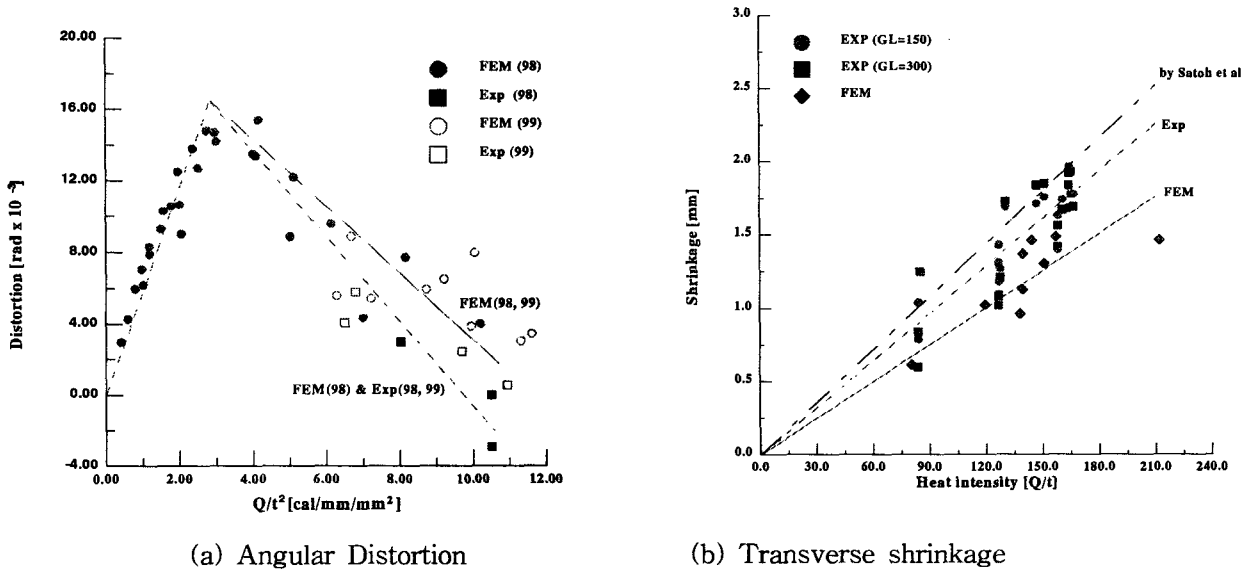 20.00
16.00
12.00
8.00
4.00
0.00
-4.00
Distortion [rad x 10 -3]
0.00 2.00 4.00 6.00 8.00 10.00 12.00
Q/t² [cal/mm/mm²]
FEM (98)
Exp (98)
FEM (99)
Exp (99)
FEM(98, 99)
FEM(98) & Exp(98, 99)
(a) Angular Distortion
3.0
2.5
2.0
1.5
1.0
0.5
0.0
Shrinkage [mm]
0.0 30.0 60.0 90.0 120.0 150.0 180.0 210.0 240.0
Heat intensity [Q/t]
EXP (GL=150)
EXP (GL=300)
FEM
by Satoh et al
Exp
FEM
(b) Transverse shrinkage